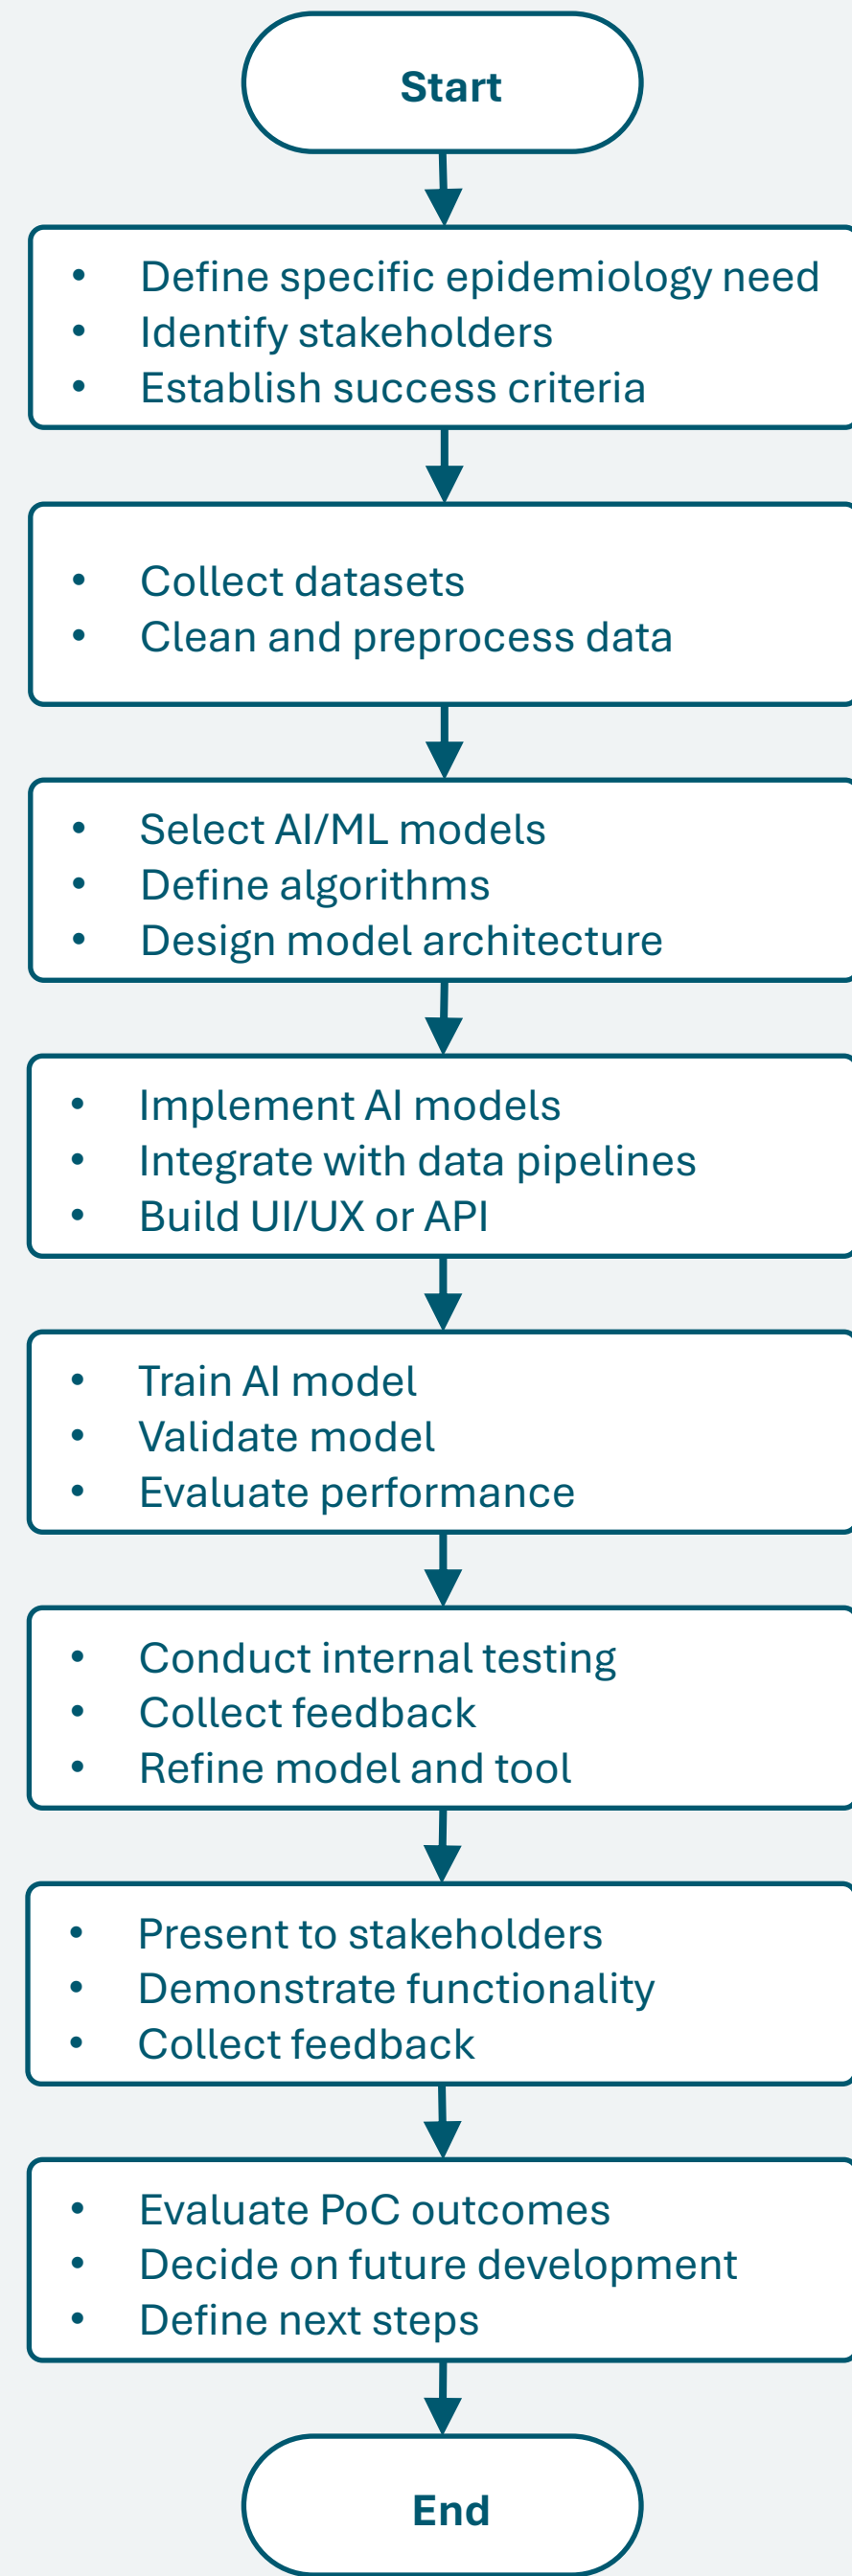 Start
• Define specific epidemiology need
• Identify stakeholders
• Establish success criteria
• Collect datasets
• Clean and preprocess data
• Select AI/ML models
• Define algorithms
• Design model architecture
• Implement AI models
• Integrate with data pipelines
• Build UI/UX or API
• Train AI model
• Validate model
• Evaluate performance
• Conduct internal testing
• Collect feedback
• Refine model and tool
• Present to stakeholders
• Demonstrate functionality
• Collect feedback
• Evaluate PoC outcomes
• Decide on future development
• Define next steps
End